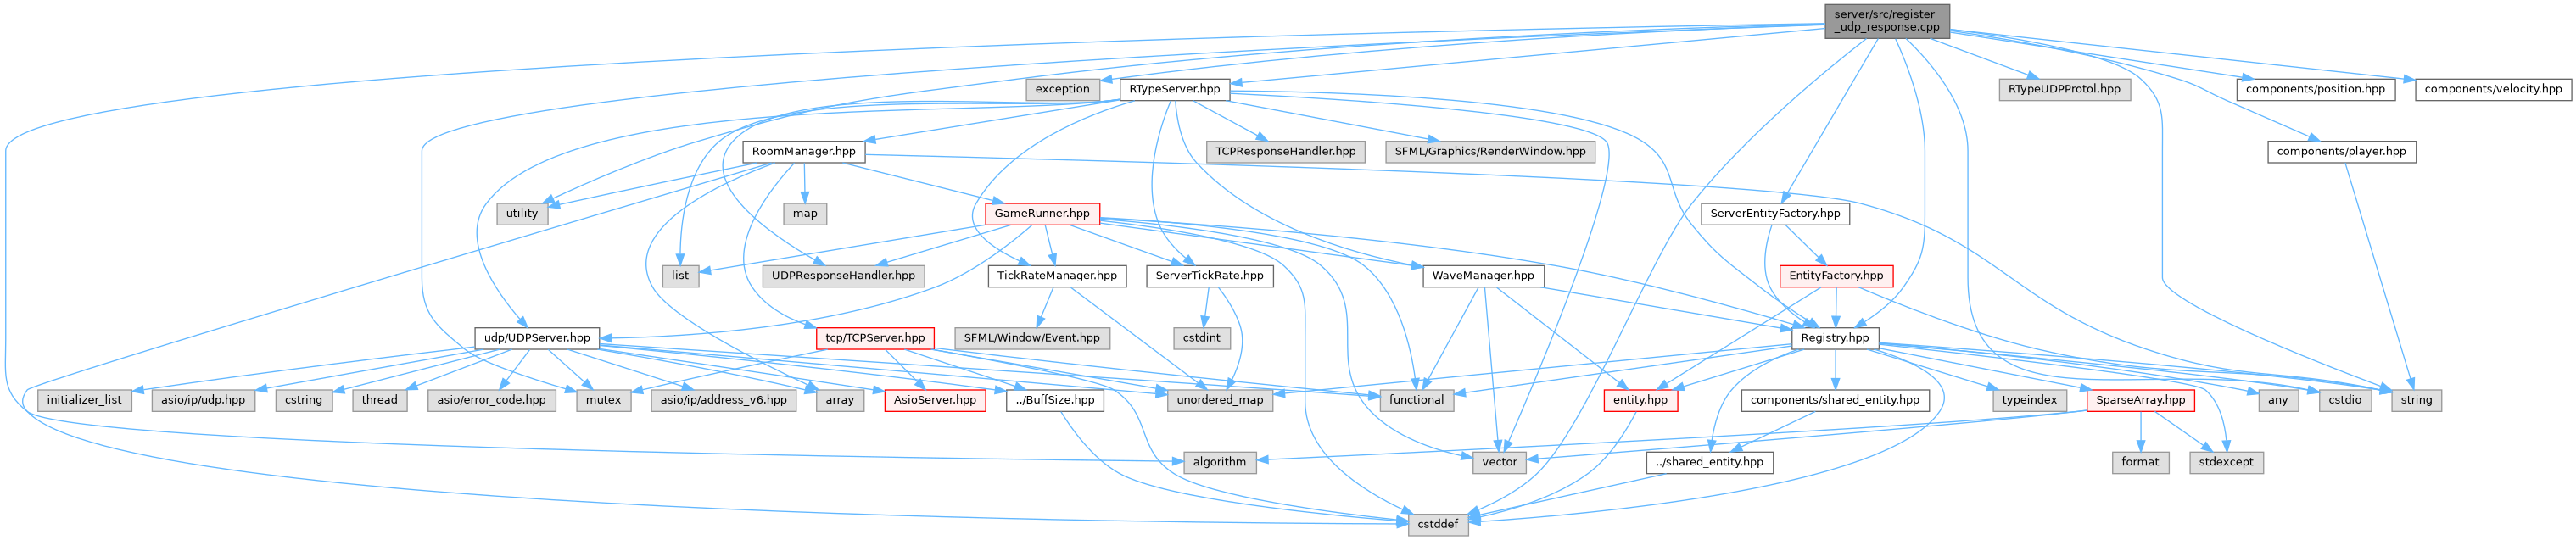 server/src/register
_udp_response.cpp
exception
RTypeServer.hpp
RTypeUDPProtol.hpp
components/position.hpp
components/velocity.hpp
RoomManager.hpp
TCPResponseHandler.hpp
SFML/Graphics/RenderWindow.hpp
components/player.hpp
utility
map
GameRunner.hpp
ServerEntityFactory.hpp
list
UDPResponseHandler.hpp
TickRateManager.hpp
ServerTickRate.hpp
WaveManager.hpp
EntityFactory.hpp
udp/UDPServer.hpp
tcp/TCPServer.hpp
SFML/Window/Event.hpp
cstdint
Registry.hpp
initializer_list
asio/ip/udp.hpp
cstring
thread
asio/error_code.hpp
mutex
asio/ip/address_v6.hpp
array
AsioServer.hpp
../BuffSize.hpp
unordered_map
functional
entity.hpp
components/shared_entity.hpp
typeindex
SparseArray.hpp
any
cstdio
string
algorithm
vector
../shared_entity.hpp
format
stdexcept
cstddef